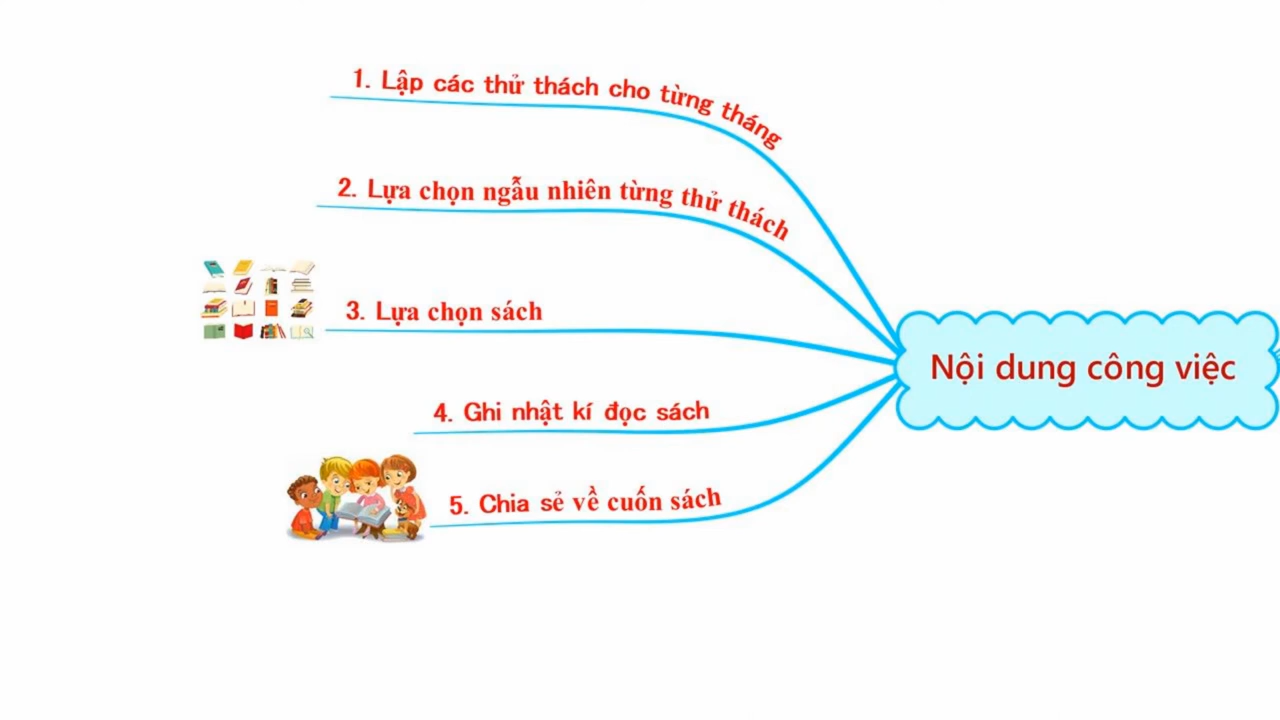 1. Lập các thử thách cho từng tháng
2. Lựa chọn ngẫu nhiên từng thử thách
3. Lựa chọn sách
Nội dung công việc
4. Ghi nhật kí đọc sách
5. Chia sẻ về cuốn sách